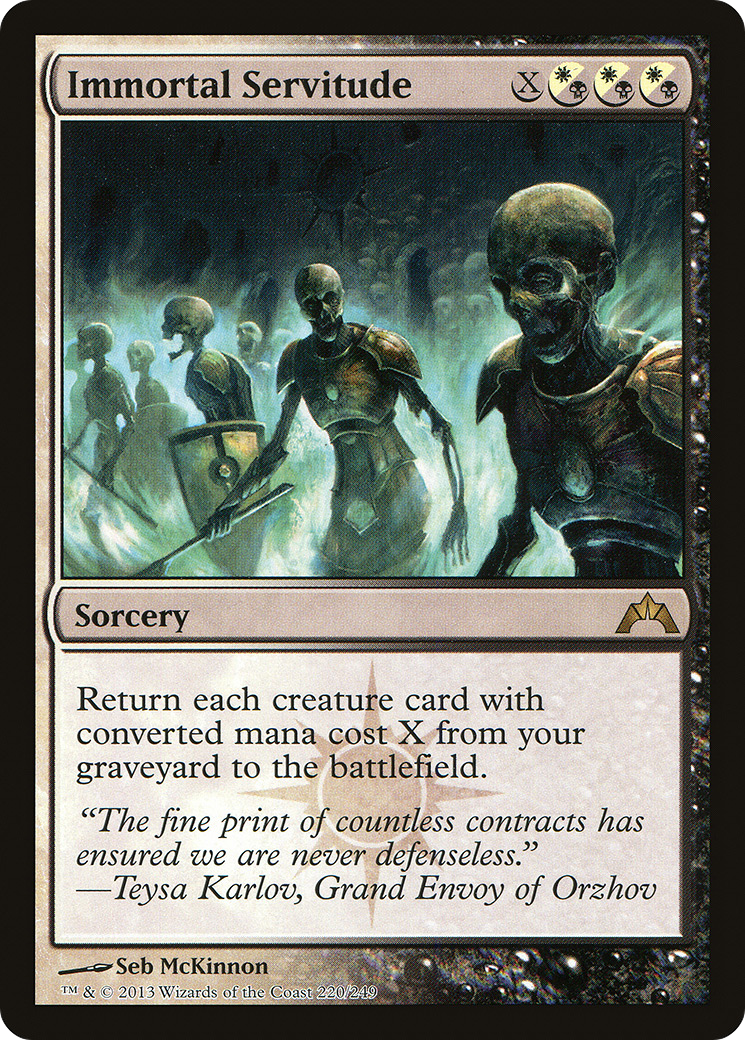 Immortal Servitude X
Sorcery
Return each creature card with
converted mana cost X from your
graveyard to the battlefield.
“The fine print of countless contracts has
ensured we are never defenseless.”
—Teysa Karlov, Grand Envoy of Orzhov
Seb McKinnon
™ & © 2013 Wizards of the Coast 220/249